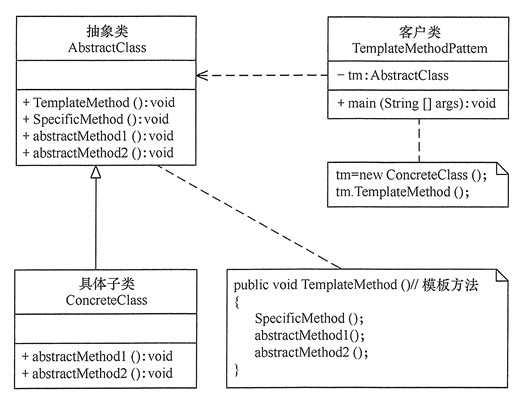 抽象类
AbstractClass
+ TemplateMethod (): void
+ SpecificMethod (): void
+ abstractMethod1 (): void
+ abstractMethod2 (): void
客户类
TemplateMethodPattem
- tm: AbstractClass
+ main (String [] args): void
tm=new ConcreteClass ();
tm.TemplateMethod ();
具体子类
ConcreteClass
+ abstractMethod1 (): void
+ abstractMethod2 (): void
public void TemplateMethod ()// 模板方法
{
SpecificMethod ();
abstractMethod1();
abstractMethod2 ();
}